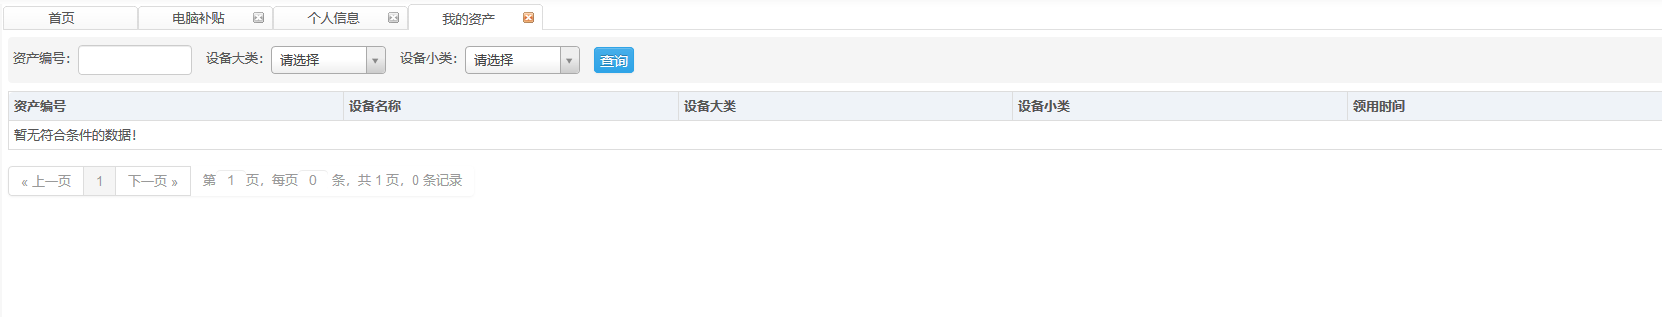 首页 电脑补贴 个人信息 我的资产
资产编号: 设备大类: 请选择 设备小类: 请选择 查询
资产编号 设备名称 设备大类 设备小类 领用时间
暂无符合条件的数据!
« 上一页 1 下一页 » 第 1 页, 每页 0 条, 共 1 页, 0 条记录